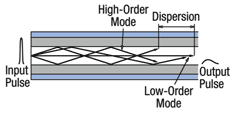 High-Order
Mode
Dispersion
Input
Pulse
Output
Pulse
Low-Order
Mode